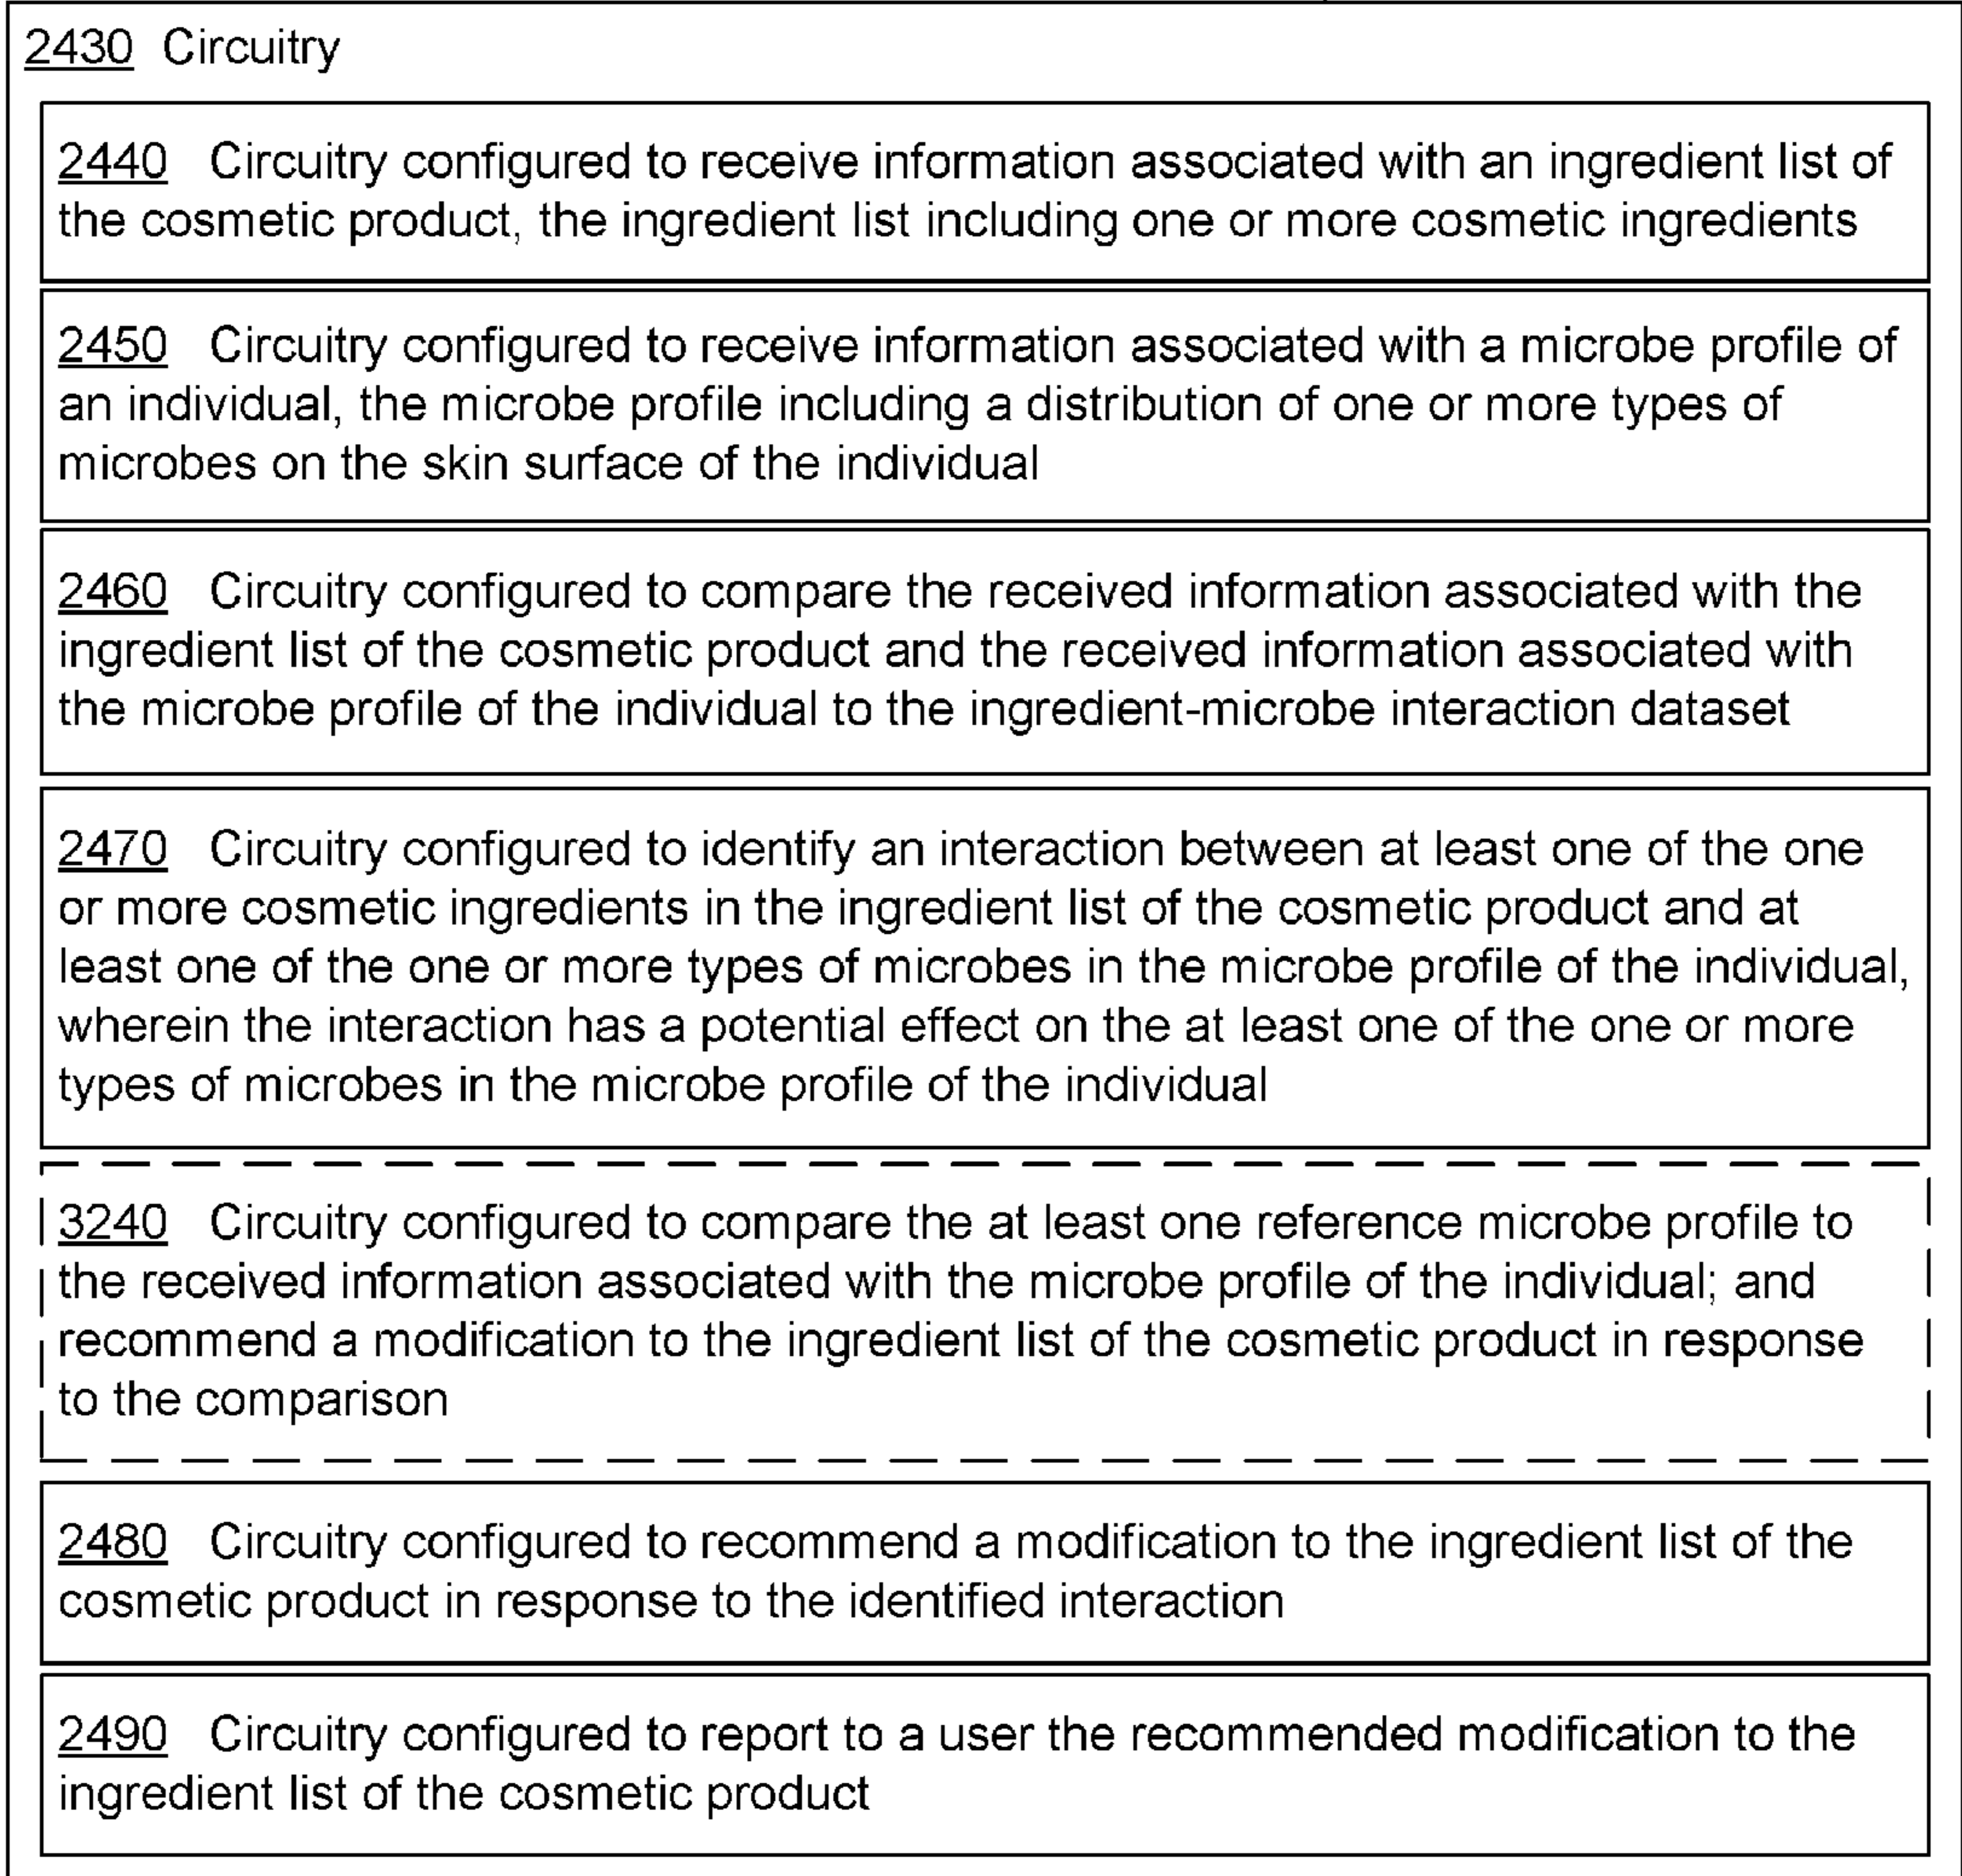 2430 Circuitry
2440 Circuitry configured to receive information associated with an ingredient list of
the cosmetic product, the ingredient list including one or more cosmetic ingredients
2450 Circuitry configured to receive information associated with a microbe profile of
an individual, the microbe profile including a distribution of one or more types of
microbes on the skin surface of the individual
2460 Circuitry configured to compare the received information associated with the
ingredient list of the cosmetic product and the received information associated with
the microbe profile of the individual to the ingredient-microbe interaction dataset
2470 Circuitry configured to identify an interaction between at least one of the one
or more cosmetic ingredients in the ingredient list of the cosmetic product and at
least one of the one or more types of microbes in the microbe profile of the individual,
wherein the interaction has a potential effect on the at least one of the one or more
types of microbes in the microbe profile of the individual
3240 Circuitry configured to compare the at least one reference microbe profile to
the received information associated with the microbe profile of the individual; and
recommend a modification to the ingredient list of the cosmetic product in response
to the comparison
2480 Circuitry configured to recommend a modification to the ingredient list of the
cosmetic product in response to the identified interaction
2490 Circuitry configured to report to a user the recommended modification to the
ingredient list of the cosmetic product